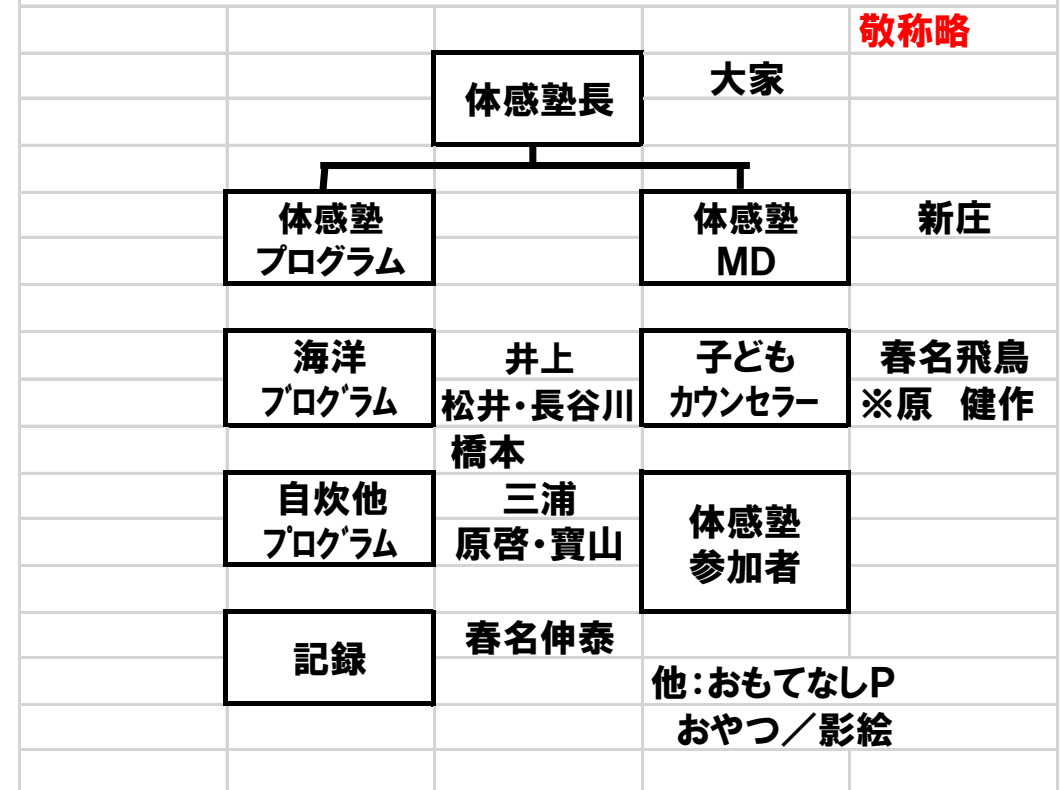 敬称略
体感塾長
大家
体感塾
プログラム
体感塾
MD
新庄
海洋
プログラム
井上
松井・長谷川
橋本
子ども
カウンセラー
春名飛鳥
※原　健作
自炊他
プログラム
三浦
原啓・寶山
体感塾
参加者
記録
春名伸泰
他：おもてなしP
おやつ／影絵